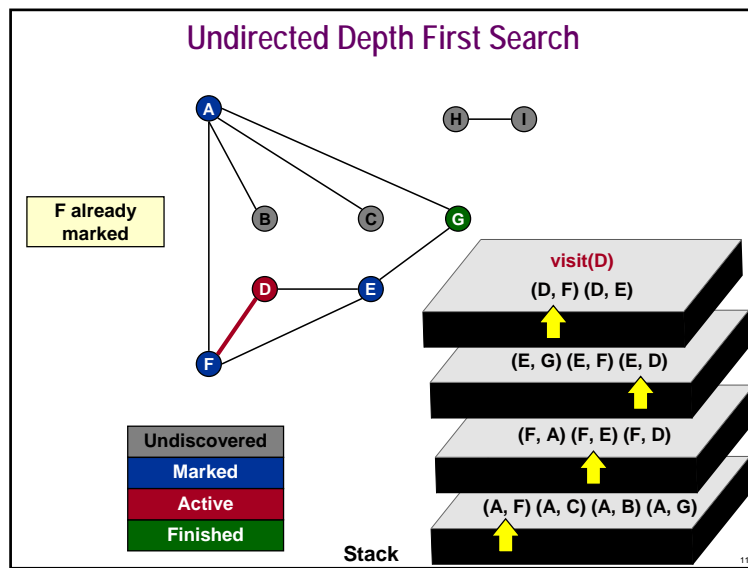 Undirected Depth First Search
A
H
I
F already
marked
B
C
G
D
E
F
visit(D)
(D, F) (D, E)
(E, G) (E, F) (E, D)
(F, A) (F, E) (F, D)
(A, F) (A, C) (A, B) (A, G)
Undiscovered
Marked
Active
Finished
Stack
11